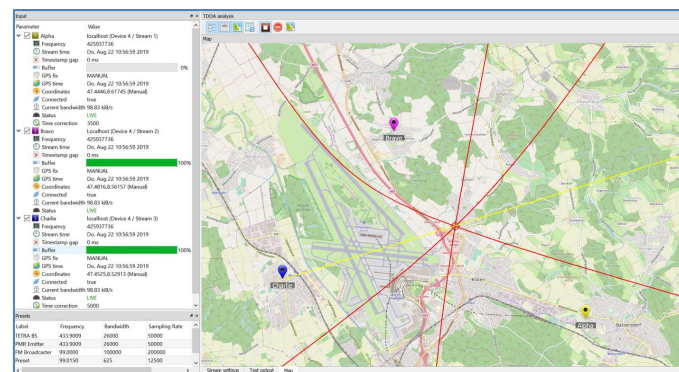 Input
Parameter Value
Alpha localhost (Device 4 / Stream 1)
Frequency 425937736
Stream time Do. Aug 22 10:56:59 2019
Timestamp gap 0 ms
Buffer 0%
GPS fix MANUAL
GPS time Do. Aug 22 10:56:59 2019
Coordinates 47.4446,8.61745 (Manual)
Connected true
Current bandwidth 98.83 kB/s
Status LIVE
Time correction 3500
Bravo Localhost (Device 4 / Stream 2)
Frequency 425937736
Stream time Do. Aug 22 10:56:59 2019
Timestamp gap 0 ms
Buffer 100%
GPS fix MANUAL
GPS time Do. Aug 22 10:56:59 2019
Coordinates 47.4816,8.56157 (Manual)
Current bandwidth 98.83 kB/s
Status LIVE
Charlie localhost (Device 4 / Stream 3)
Frequency 425937736
Stream time Do. Aug 22 10:56:59 2019
Timestamp gap 0 ms
Buffer 100%
GPS fix MANUAL
GPS time Do. Aug 22 10:56:59 2019
Coordinates 47.4525,8.52913 (Manual)
Connected true
Current bandwidth 98.83 kB/s
Status LIVE
Time correction 5000
Presets
Label Frequency Bandwidth Sampling Rate
TETRA BS 433.9009 26000 50000
PMR Emitter 433.9009 26000 50000
FM Broadcaster 99.0000 100000 200000
Preset 99.0150 625 12500
TDOA analysis
Map
Bravo
Charlie
Kloten
Alpha
Bassersdorf
Stream settings Text output Map